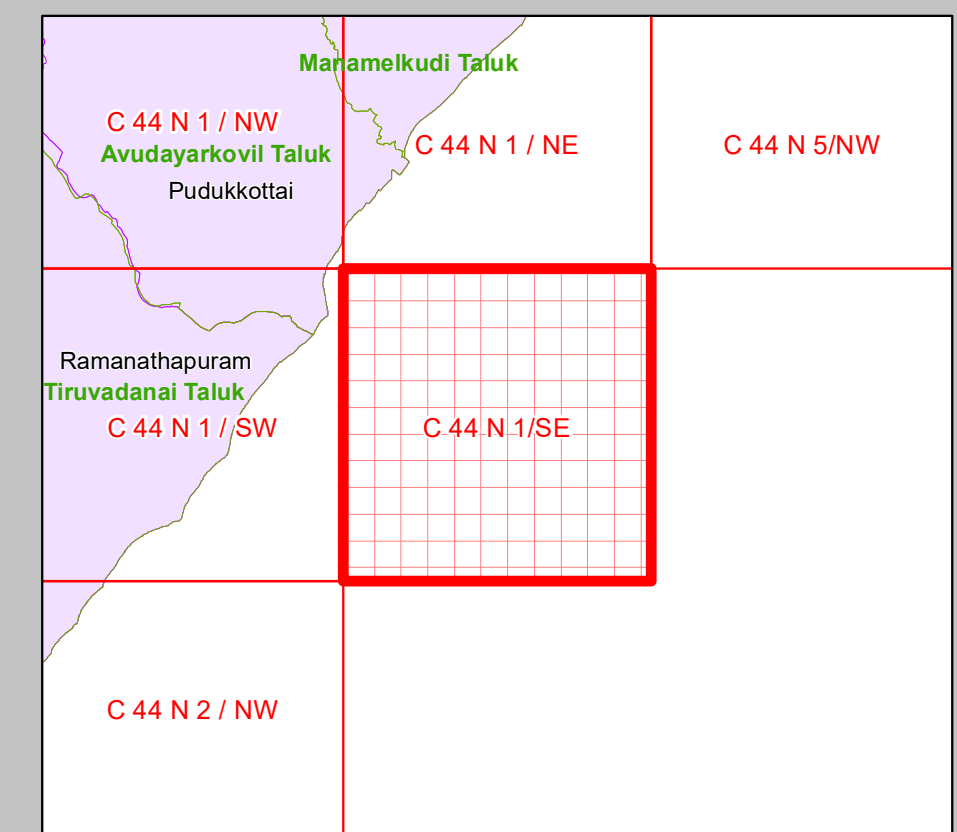 Manamelkudi Taluk
C 44 N 1 / NW
Avudayarkovil Taluk
Pudukkottai
C 44 N 1 / NE
C 44 N 5/NW
Ramanathapuram
Tiruvadanai Taluk
C 44 N 1 / SW
C 44 N 1/SE
C 44 N 2 / NW